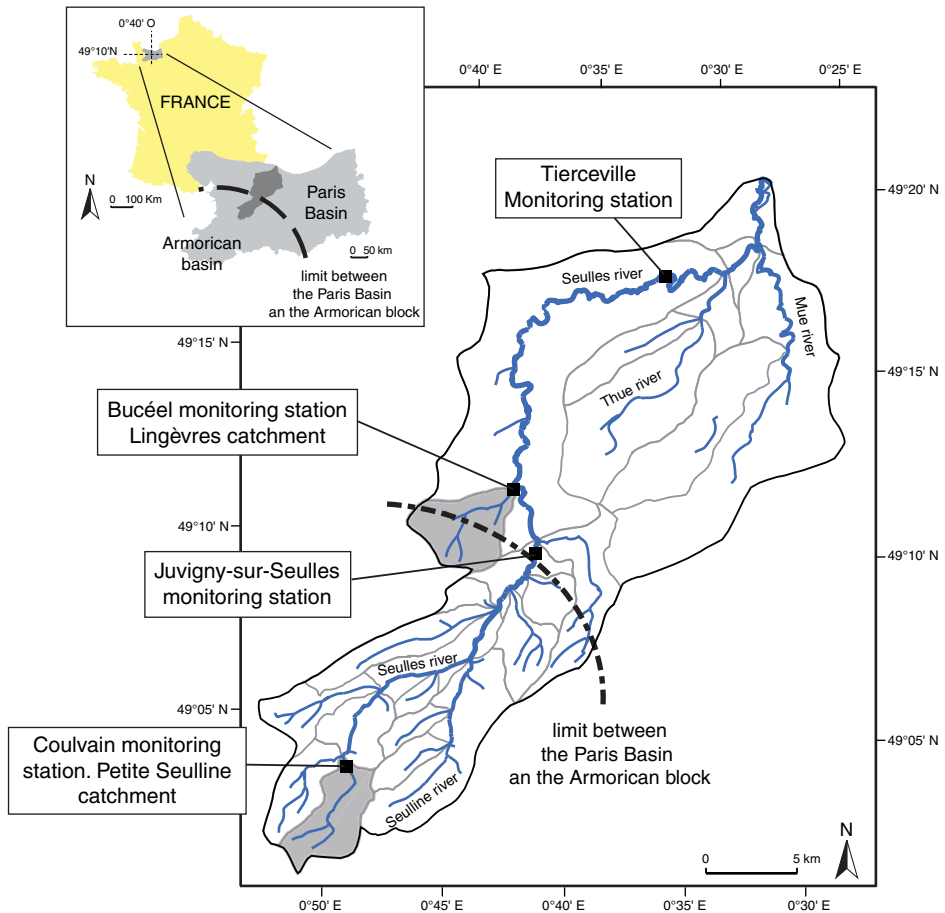 0°40' O
49°10'N
FRANCE
N
0 100 Km
Paris
Basin
Armorican
basin
0 50 km
limit between
the Paris Basin
an the Armorican block
0°40' E
0°35' E
0°30' E
0°25' E
Tierceville
Monitoring station
49°20' N
Seulles river
Mue river
49°15' N
49°15' N
Thue river
Bucéel monitoring station
Lingèvres catchment
49°10' N
49°10' N
Juvigny-sur-Seulles
monitoring station
Seulles river
49°05' N
limit between
the Paris Basin
an the Armorican block
49°05' N
Coulvain monitoring
station. Petite Seulline
catchment
Seulline river
N
0 5 km
0°50' E
0°45' E
0°40' E
0°35' E
0°30' E